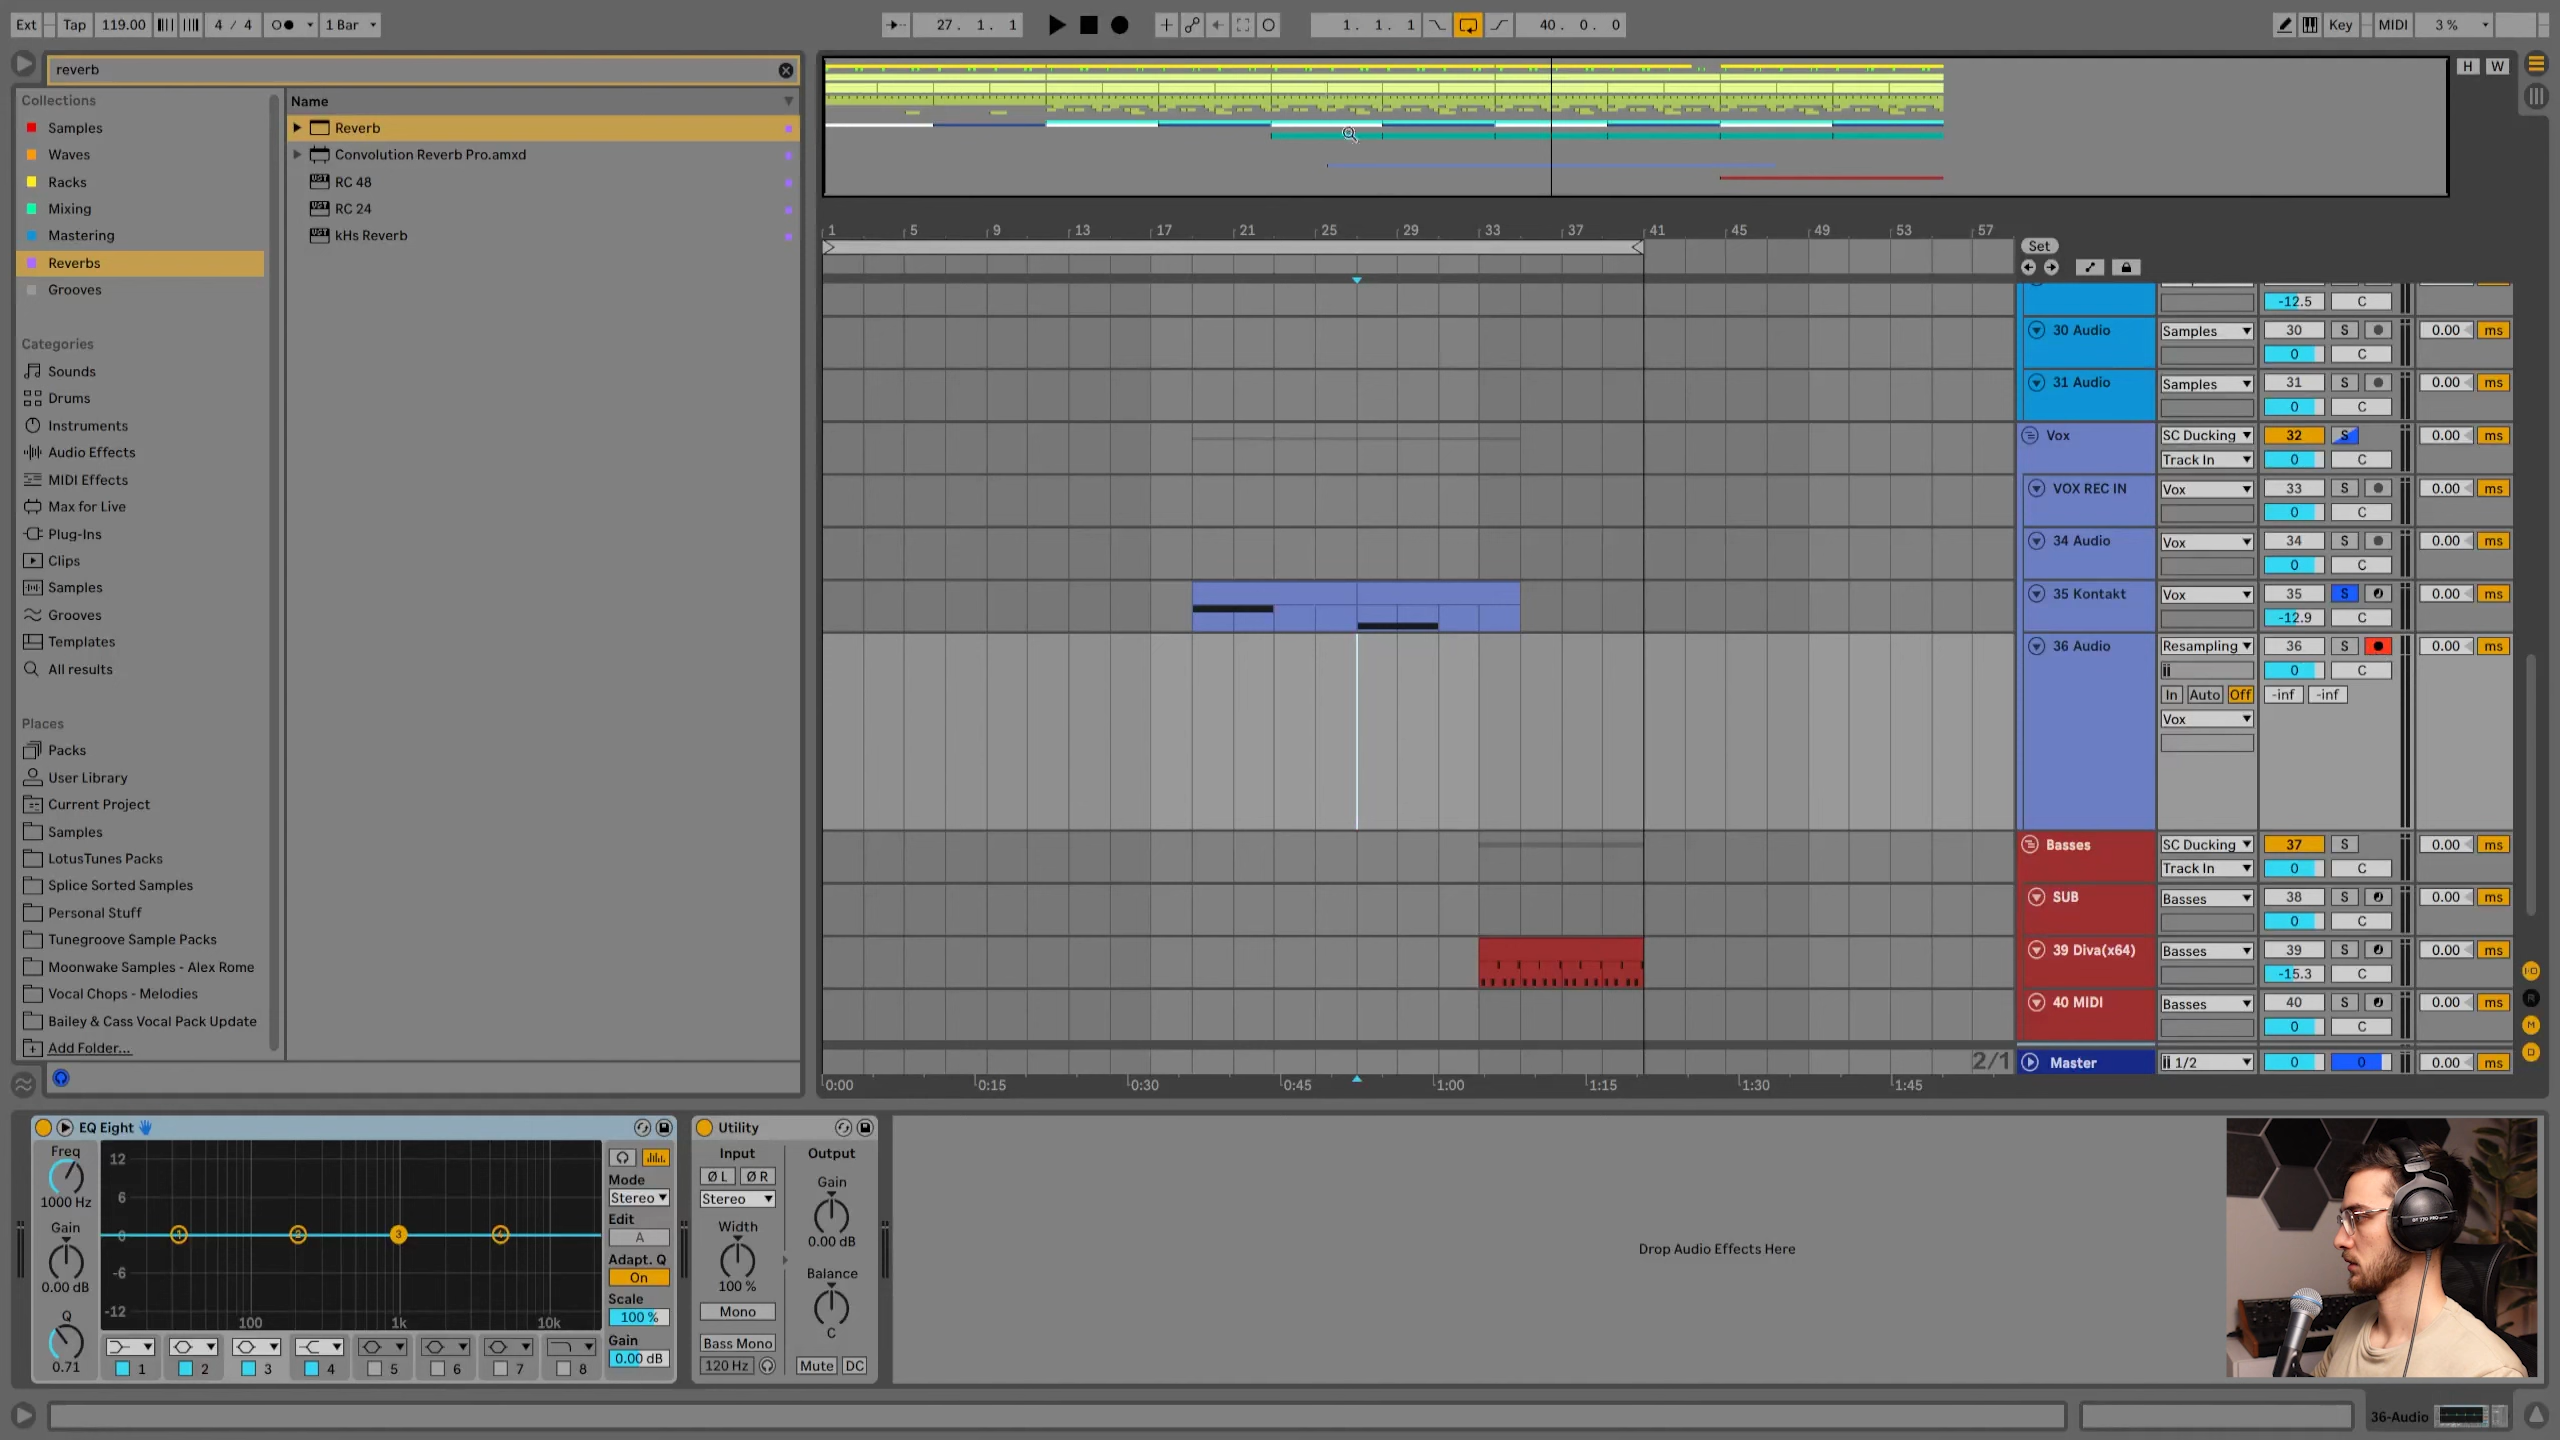 Ext Tap 119.00 4 / 4 1 Bar 27. 1. 1 1. 1. 1 40. 0. 0 Key MIDI 3 %
reverb
H W
Collections
Samples
Waves
Racks
Mixing
Mastering
Reverbs
Grooves
Categories
Sounds
Drums
Instruments
Audio Effects
MIDI Effects
Max for Live
Plug-Ins
Clips
Samples
Grooves
Templates
All results
Places
Packs
User Library
Current Project
Samples
LotusTunes Packs
Splice Sorted Samples
Personal Stuff
Tunegroove Sample Packs
Moonwake Samples - Alex Rome
Vocal Chops - Melodies
Bailey & Cass Vocal Pack Update
Add Folder...
Name
Reverb
Convolution Reverb Pro.amxd
RC 48
RC 24
kHs Reverb
1 5 9 13 17 21 25 29 33 37 41 45 49 53 57
Set
-12.5 C
30 Audio Samples 30 S 0.00 ms
0 C
31 Audio Samples 31 S 0.00 ms
0 C
Vox SC Ducking 32 S 0.00 ms
Track In 0 C
VOX REC IN Vox 33 S 0.00 ms
0 C
34 Audio Vox 34 S 0.00 ms
0 C
35 Kontakt Vox 35 S 0.00 ms
-12.9 C
36 Audio Resampling 36 S 0.00 ms
0 C
In Auto Off -inf -inf
Vox
Basses SC Ducking 37 S 0.00 ms
Track In 0 C
SUB Basses 38 S 0.00 ms
0 C
39 Diva(x64) Basses 39 S 0.00 ms
-15.3 C
40 MIDI Basses 40 S 0.00 ms
0 C
2/1 Master 1/2 0 0 0.00 ms
0:00 0:15 0:30 0:45 1:00 1:15 1:30 1:45
EQ Eight
Freq
1000 Hz
Gain
0.00 dB
Q
0.71
12
6
0
-6
-12
100 1k 10k
1 2 3 4
1 2 3 4 5 6 7 8
Mode
Stereo
Edit
A
Adapt. Q
On
Scale
100 %
Gain
0.00 dB
Utility
Input
Ø L Ø R
Stereo
Width
100 %
Mono
Bass Mono
120 Hz
Output
Gain
0.00 dB
Balance
C
Mute DC
Drop Audio Effects Here
36-Audio